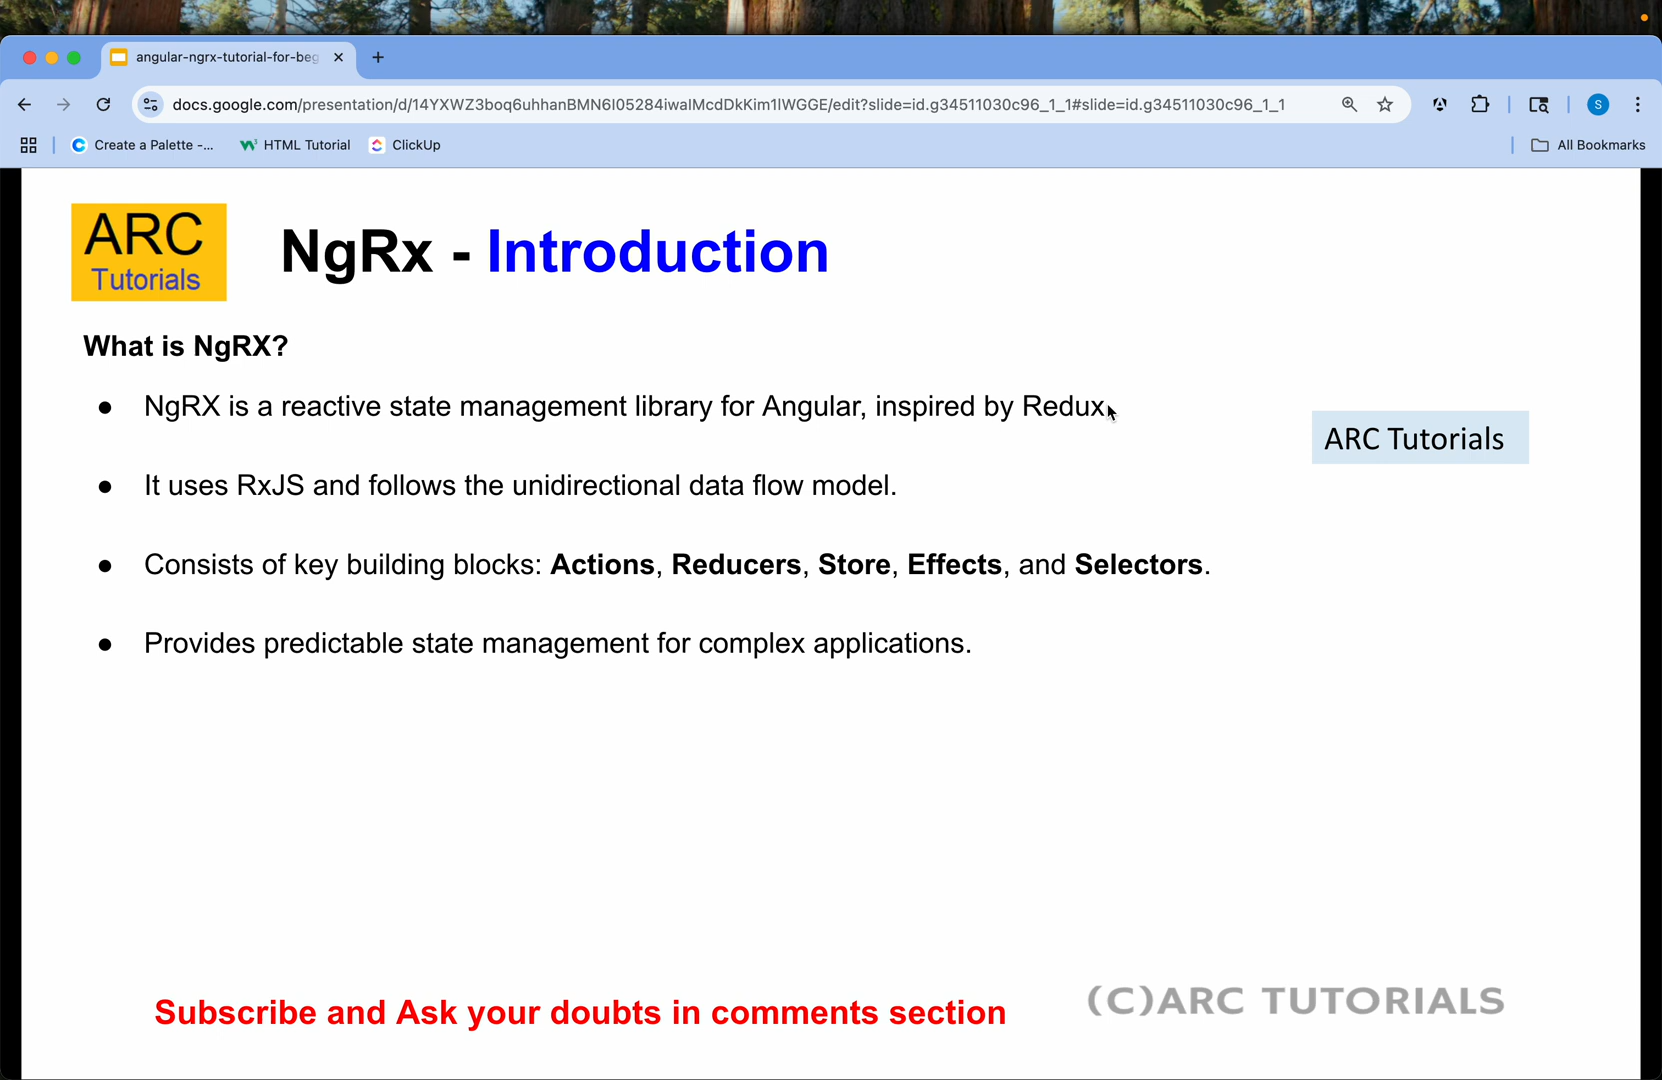 angular-ngrx-tutorial-for-beg
docs.google.com/presentation/d/14YXWZ3boq6uhhanBMN6I05284iwaIMcdDkKim1IWGGE/edit?slide=id.g34511030c96_1_1#slide=id.g34511030c96_1_1
S
Create a Palette -...
HTML Tutorial
ClickUp
All Bookmarks
ARC
Tutorials
NgRx - Introduction
What is NgRX?
● NgRX is a reactive state management library for Angular, inspired by Redux.
ARC Tutorials
● It uses RxJS and follows the unidirectional data flow model.
● Consists of key building blocks: Actions, Reducers, Store, Effects, and Selectors.
● Provides predictable state management for complex applications.
Subscribe and Ask your doubts in comments section
(C)ARC TUTORIALS